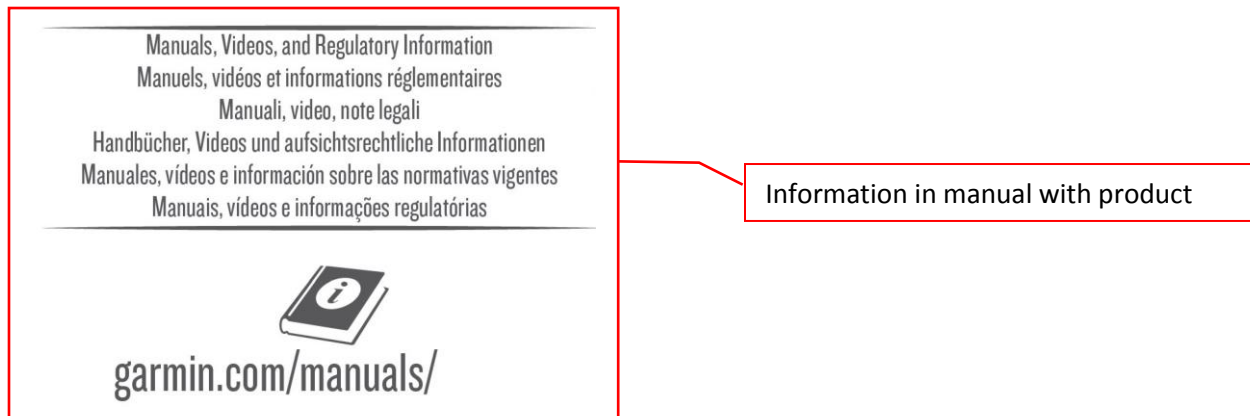 Manuals, Videos, and Regulatory Information
Manuels, vidéos et informations réglementaires
Manuali, video, note legali
Handbücher, Videos und aufsichtsrechtliche Informationen
Manuales, vídeos e información sobre las normativas vigentes
Manuais, vídeos e informações regulatórias
i
garmin.com/manuals/
Information in manual with product